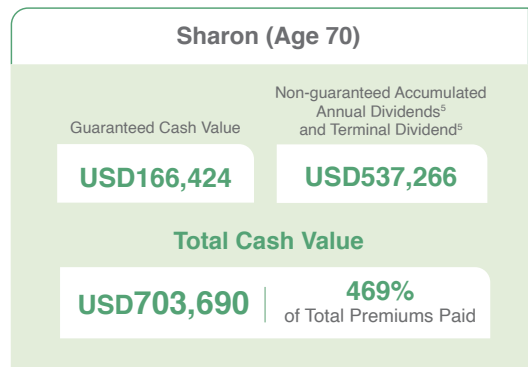 Sharon (Age 70)
Guaranteed Cash Value
USD166,424
Non-guaranteed Accumulated
Annual Dividends⁵
and Terminal Dividend⁵
USD537,266
Total Cash Value
USD703,690
469%
of Total Premiums Paid